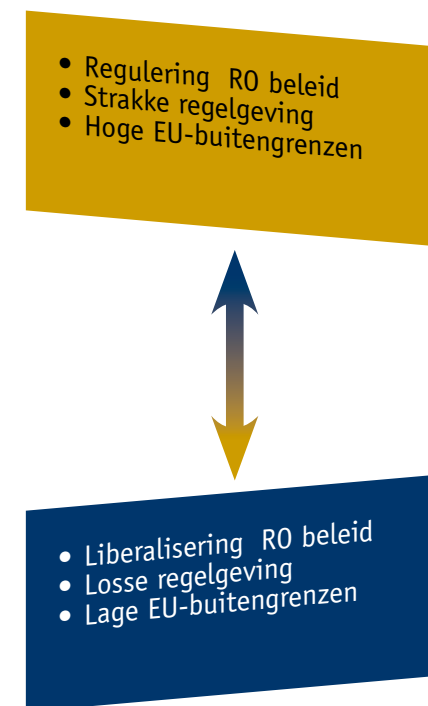 • Regulering RO beleid
• Strakke regelgeving
• Hoge EU-buitengrenzen
• Liberalisering RO beleid
• Losse regelgeving
• Lage EU-buitengrenzen